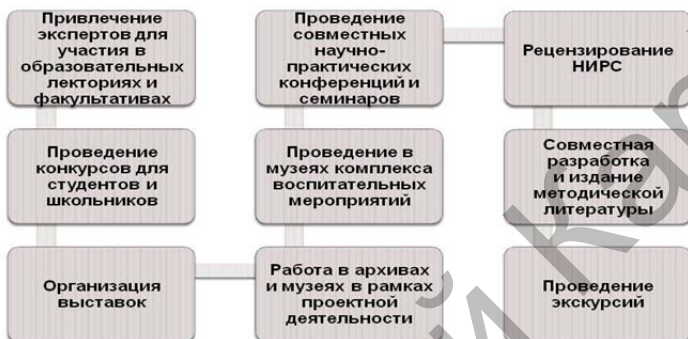 Привлечение
экспертов для
участия в
образовательных
лекториях и
факультативах
Проведение
конкурсов для
студентов и
школьников
Организация
выставок
Работа в архивах
и музеях в рамках
проектной
деятельности
Проведение в
музеях комплекса
воспитательных
мероприятий
Проведение
совместных
научно-
практических
конференций и
семинаров
Рецензирование
НИРС
Совместная
разработка
и издание
методической
литературы
Проведение
экскурсий